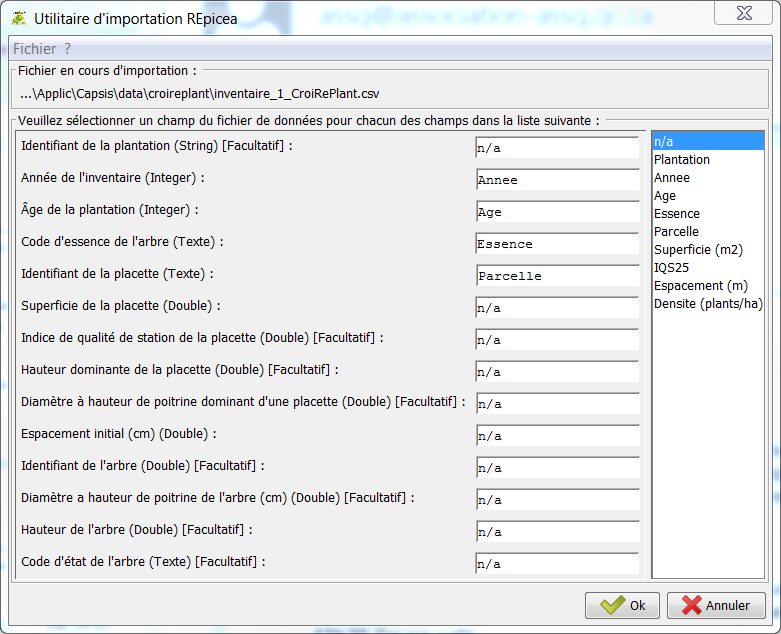 Utilitaire d'importation REpicea
Fichier ?
Fichier en cours d'importation :
...\Applic\Capsis\data\croireplant\inventaire_1_CroiRePlant.csv
Veuillez sélectionner un champ du fichier de données pour chacun des champs dans la liste suivante :
Identifiant de la plantation (String) [Facultatif] : n/a
Année de l'inventaire (Integer) : Annee
Âge de la plantation (Integer) : Age
Code d'essence de l'arbre (Texte) : Essence
Identifiant de la placette (Texte) : Parcelle
Superficie de la placette (Double) : n/a
Indice de qualité de station de la placette (Double) [Facultatif] : n/a
Hauteur dominante de la placette (Double) [Facultatif] : n/a
Diamètre à hauteur de poitrine dominant d'une placette (Double) [Facultatif] : n/a
Espacement initial (cm) (Double) : n/a
Identifiant de l'arbre (Double) [Facultatif] : n/a
Diamètre a hauteur de poitrine de l'arbre (cm) (Double) [Facultatif] : n/a
Hauteur de l'arbre (Double) [Facultatif] : n/a
Code d'état de l'arbre (Texte) [Facultatif] : n/a
n/a
Plantation
Annee
Age
Essence
Parcelle
Superficie (m2)
IQS25
Espacement (m)
Densite (plants/ha)
Ok
Annuler